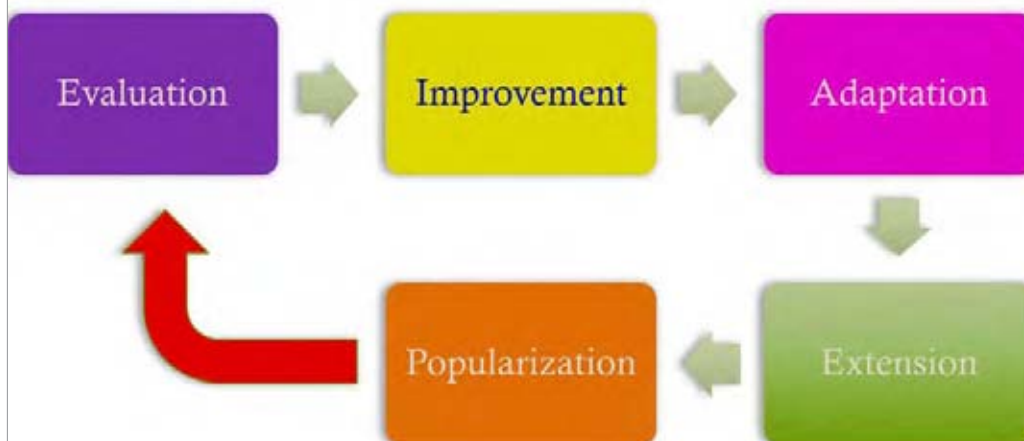 Evaluation
Improvement
Adaptation
Extension
Popularization